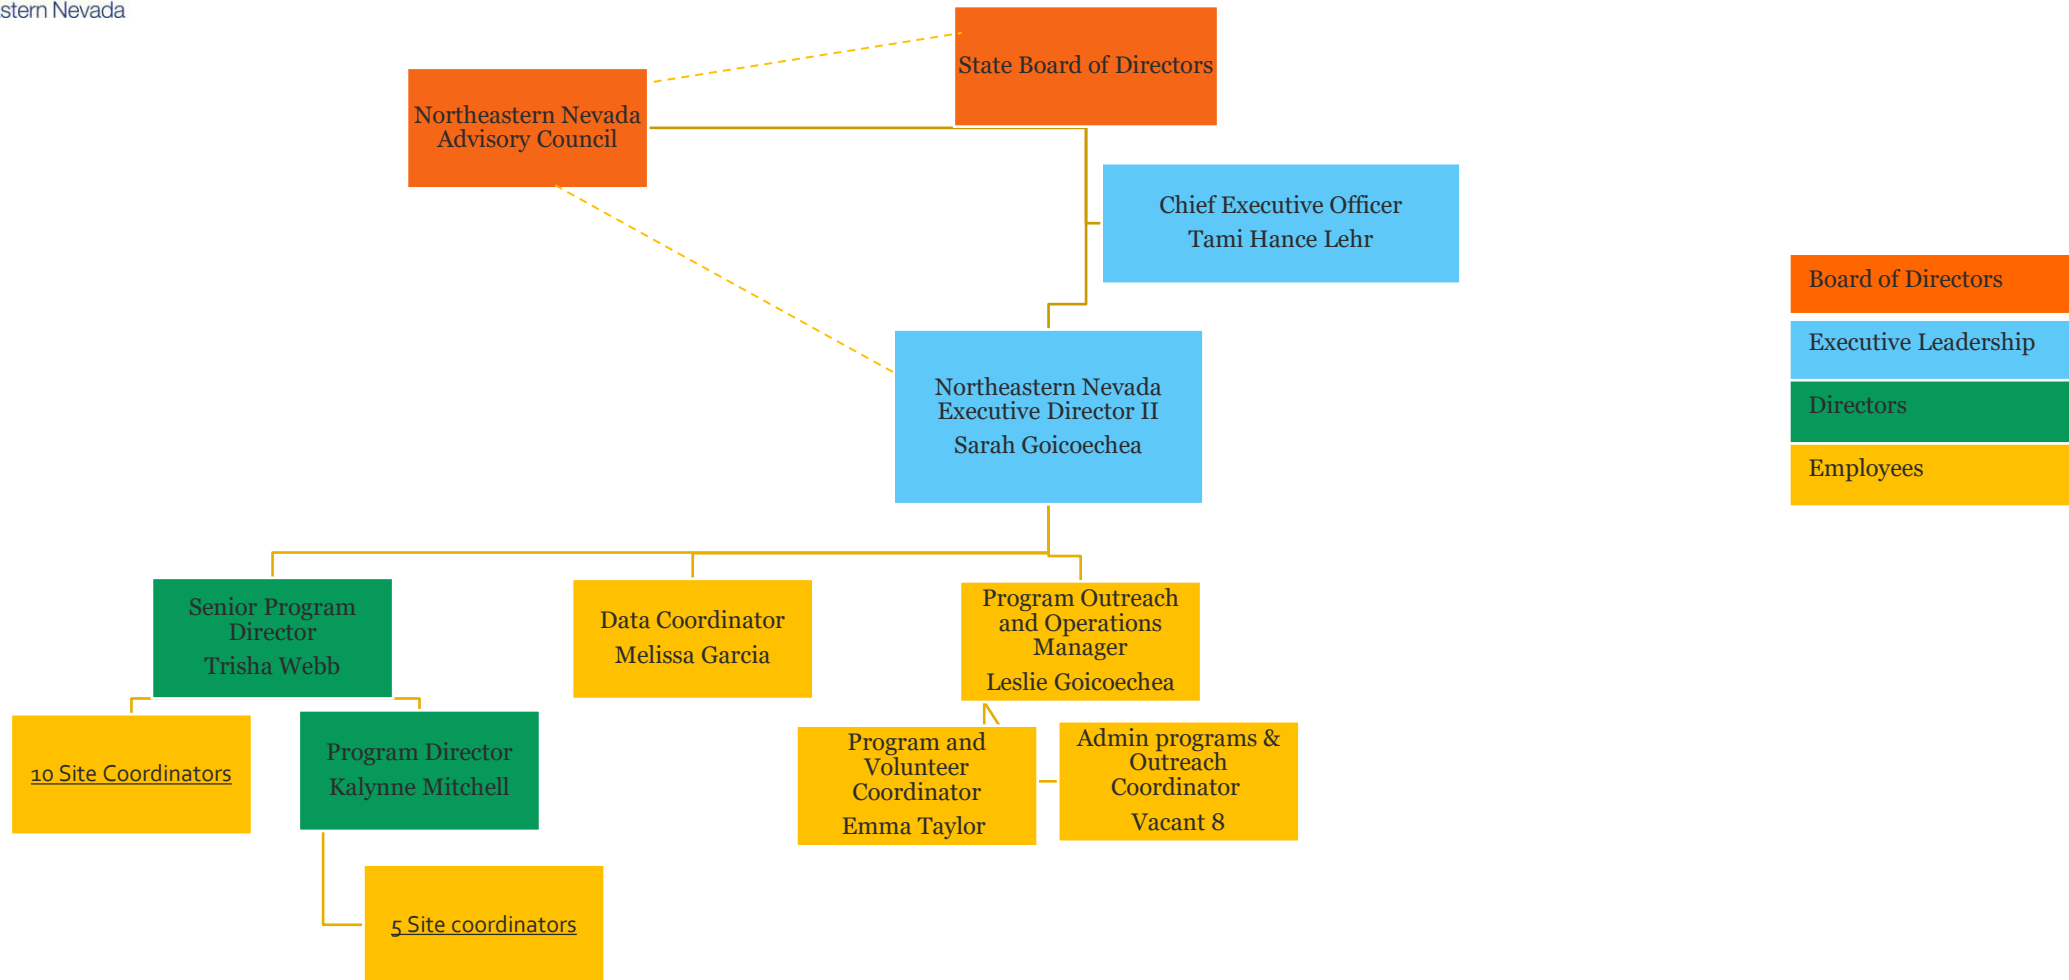 stern Nevada
State Board of Directors
Northeastern Nevada
Advisory Council
Chief Executive Officer
Tami Hance Lehr
Northeastern Nevada
Executive Director II
Sarah Goicoechea
Board of Directors
Executive Leadership
Directors
Employees
Senior Program
Director
Trisha Webb
Data Coordinator
Melissa Garcia
Program Outreach
and Operations
Manager
Leslie Goicoechea
10 Site Coordinators
Program Director
Kalynne Mitchell
Program and
Volunteer
Coordinator
Emma Taylor
Admin programs &
Outreach
Coordinator
Vacant 8
5 Site coordinators